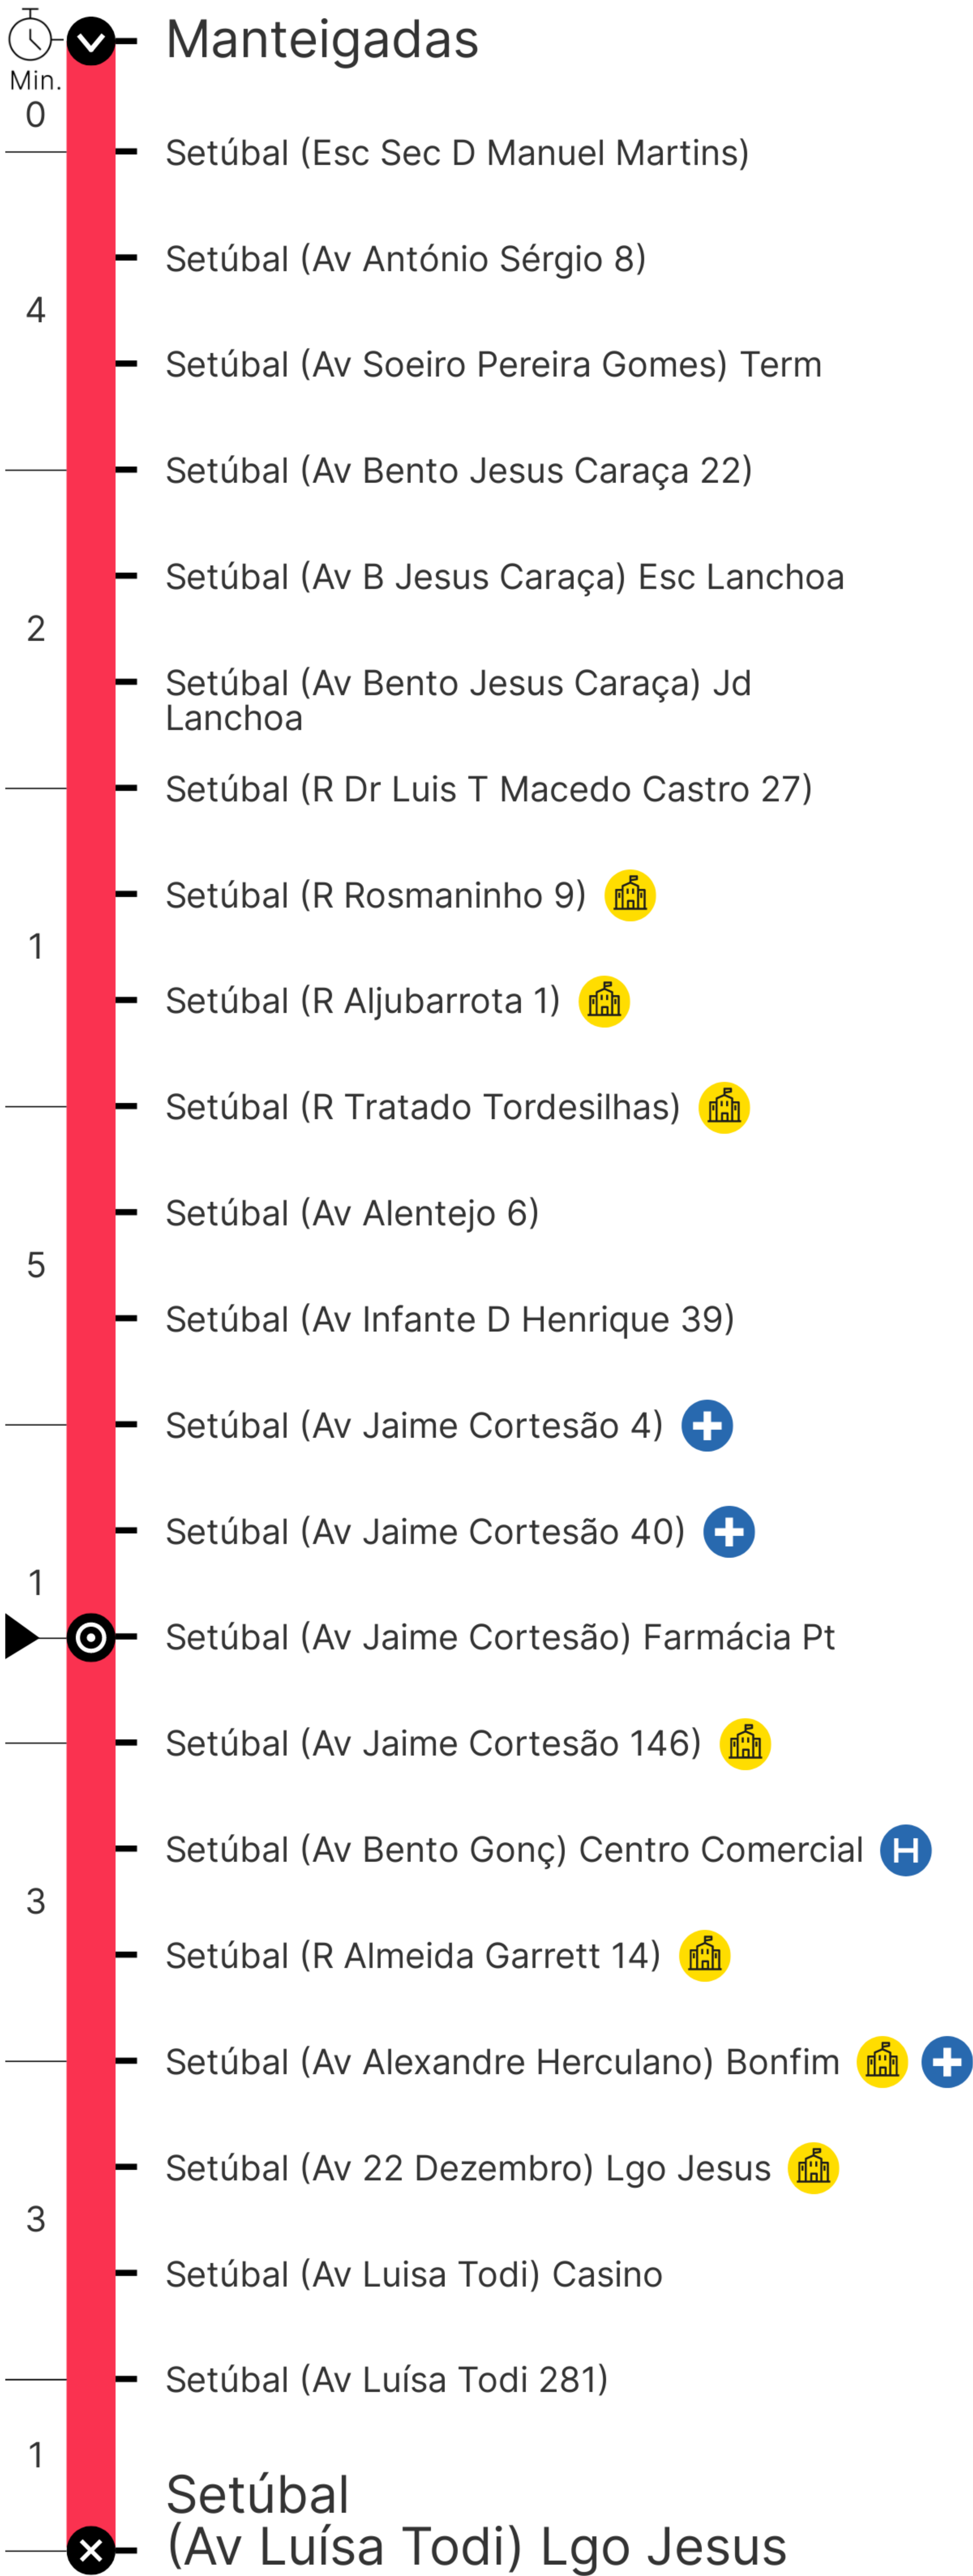 Manteigadas
Min.
0
Setúbal (Esc Sec D Manuel Martins)
Setúbal (Av António Sérgio 8)
4
Setúbal (Av Soeiro Pereira Gomes) Term
Setúbal (Av Bento Jesus Caraça 22)
Setúbal (Av B Jesus Caraça) Esc Lanchoa
2
Setúbal (Av Bento Jesus Caraça) Jd
Lanchoa
Setúbal (R Dr Luis T Macedo Castro 27)
Setúbal (R Rosmaninho 9)
1
Setúbal (R Aljubarrota 1)
Setúbal (R Tratado Tordesilhas)
Setúbal (Av Alentejo 6)
5
Setúbal (Av Infante D Henrique 39)
Setúbal (Av Jaime Cortesão 4)
Setúbal (Av Jaime Cortesão 40)
1
Setúbal (Av Jaime Cortesão) Farmácia Pt
Setúbal (Av Jaime Cortesão 146)
Setúbal (Av Bento Gonç) Centro Comercial H
3
Setúbal (R Almeida Garrett 14)
Setúbal (Av Alexandre Herculano) Bonfim
Setúbal (Av 22 Dezembro) Lgo Jesus
3
Setúbal (Av Luisa Todi) Casino
Setúbal (Av Luísa Todi 281)
1
Setúbal
(Av Luísa Todi) Lgo Jesus